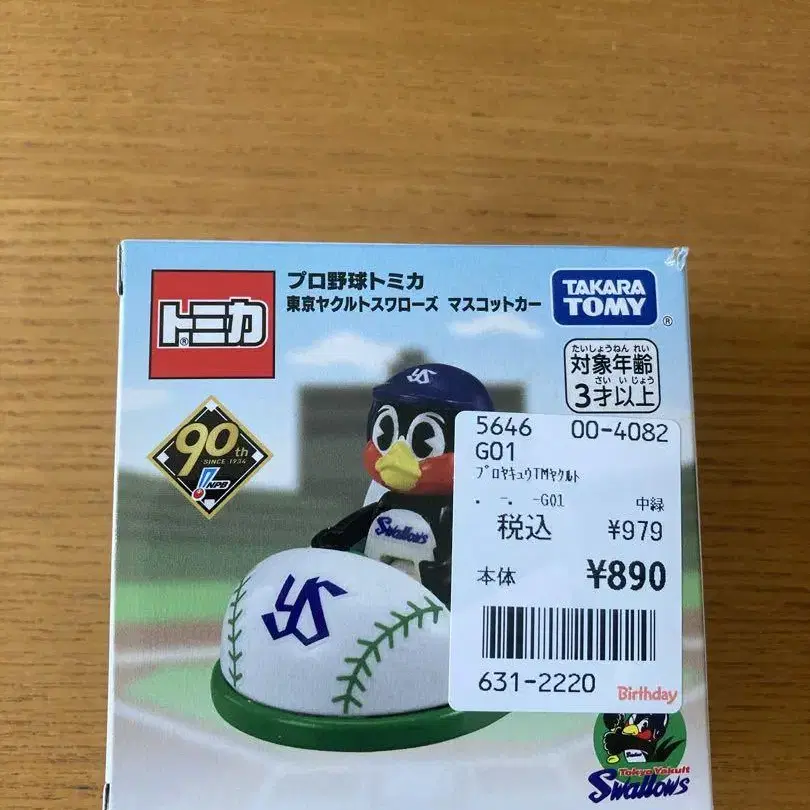 トミカ
プロ野球トミカ
東京ヤクルトスワローズ マスコットカー
TAKARA
TOMY
たいしょうねんれい
対象年齢
さいいじょう
3才以上
90th
SINCE 1934
NPB
YS
Swallows
YS
5646 00-4082
G01
ﾌﾟﾛﾔｷｭｳTMﾔｸﾙﾄ
. -. -G01 中緑
税込 ¥979
本体 ¥890
631-2220
Birthday
Tokyo Yakult
Swallows